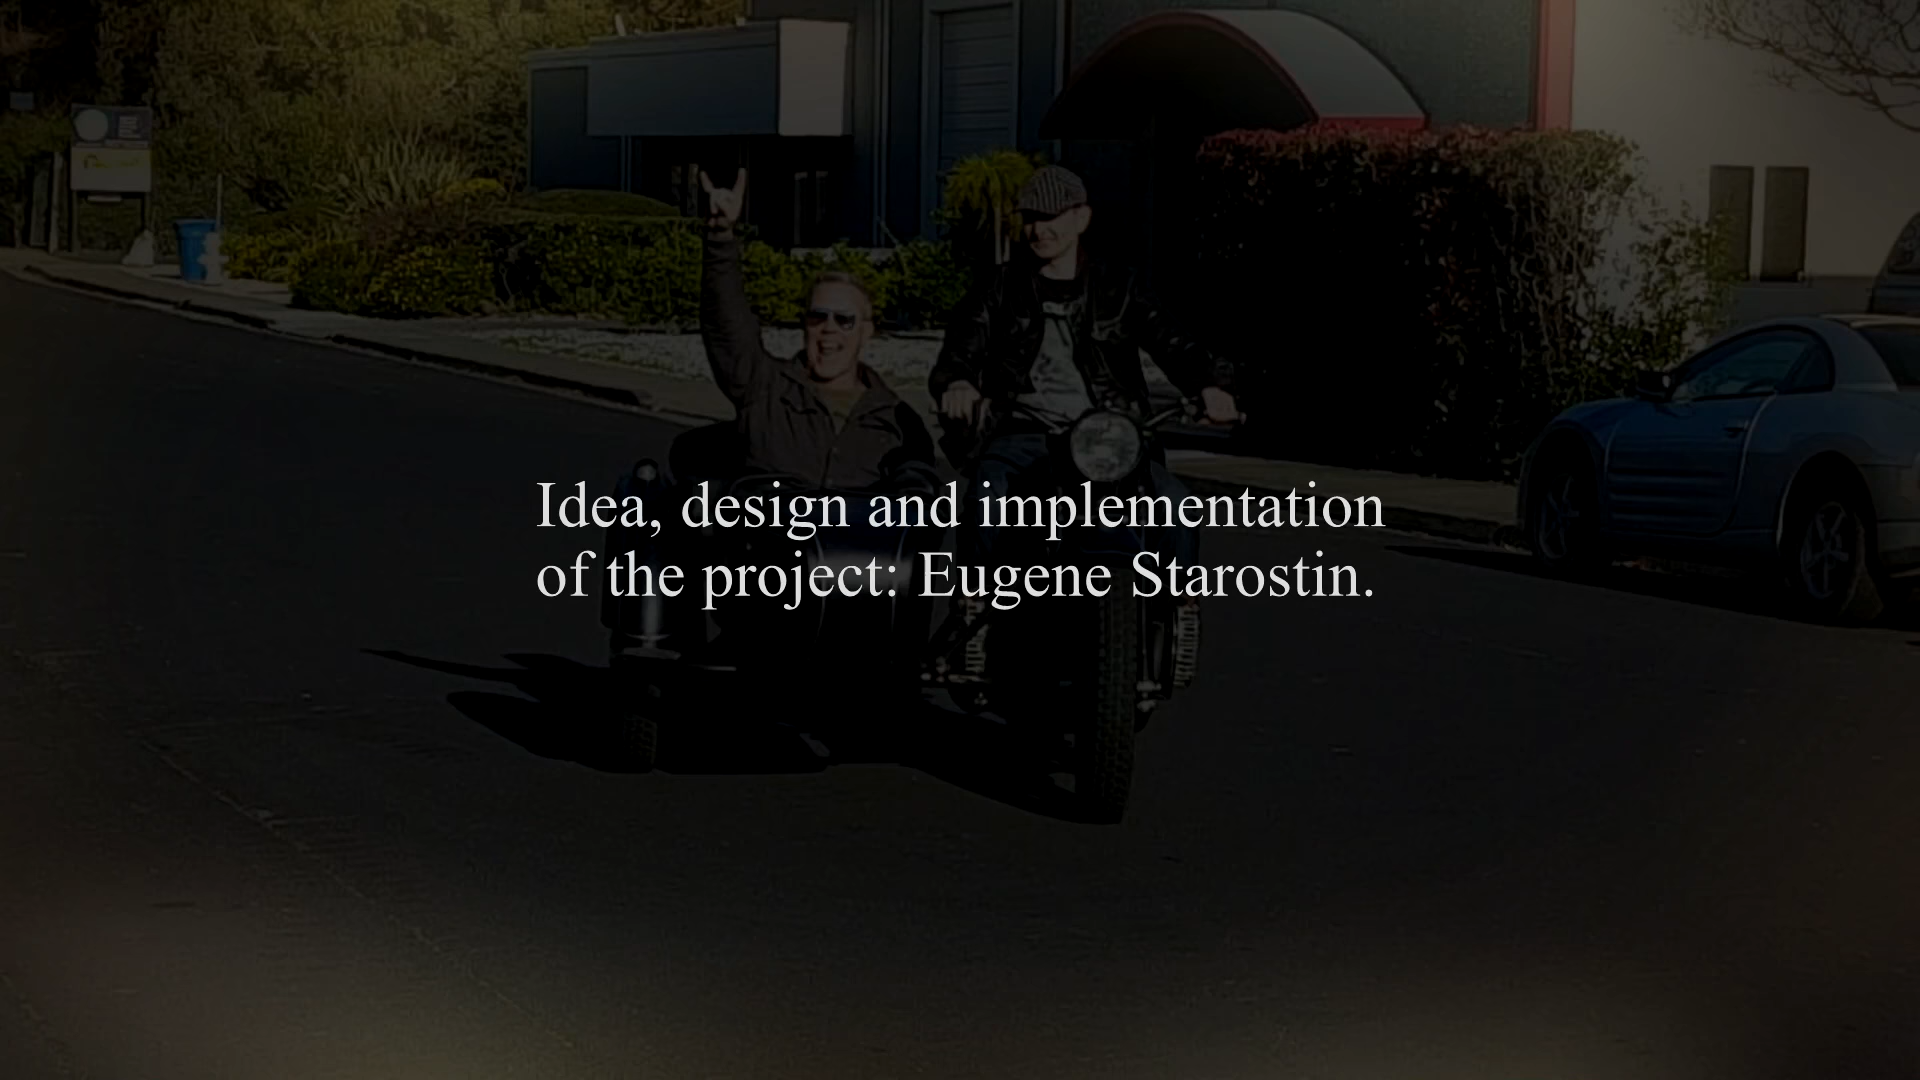 Idea, design and implementation
of the project: Eugene Starostin.